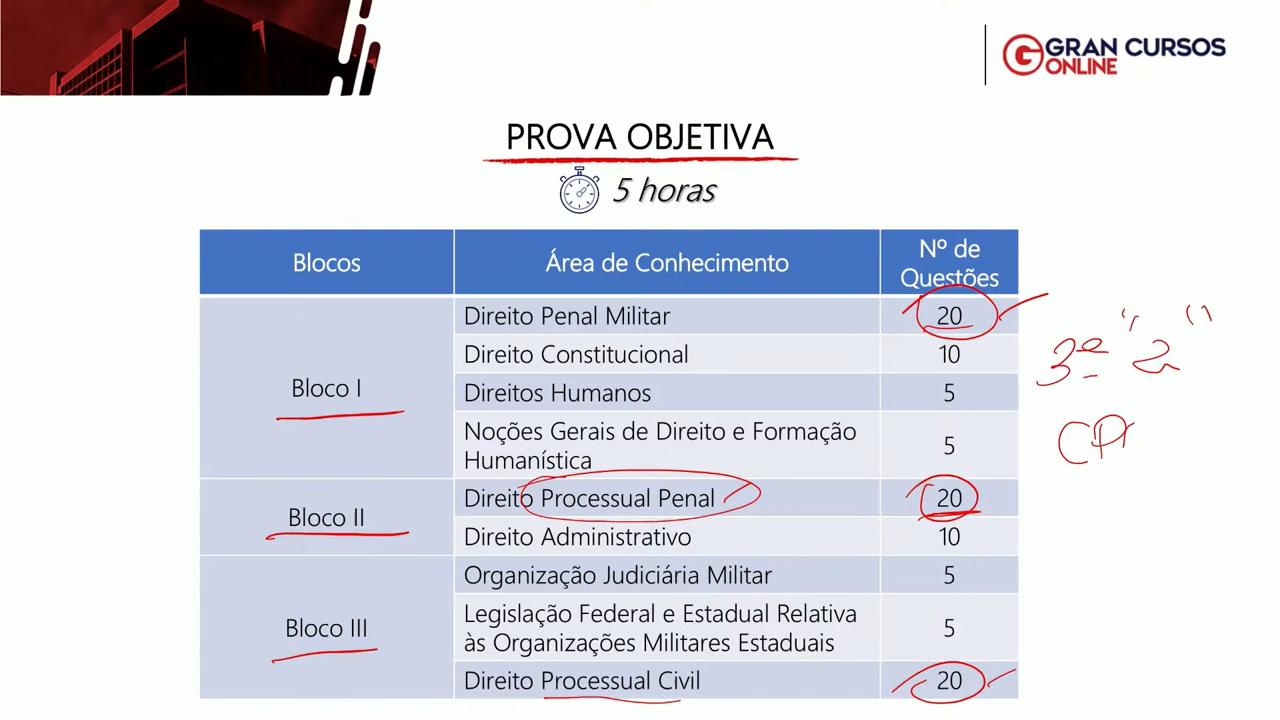 GRAN CURSOS
ONLINE
PROVA OBJETIVA
5 horas
Blocos
Área de Conhecimento
Nº de
Questões
Bloco I
Direito Penal Militar
20
Direito Constitucional
10
Direitos Humanos
5
Noções Gerais de Direito e Formação
Humanística
5
Bloco II
Direito Processual Penal
20
Direito Administrativo
10
Bloco III
Organização Judiciária Militar
5
Legislação Federal e Estadual Relativa
às Organizações Militares Estaduais
5
Direito Processual Civil
20